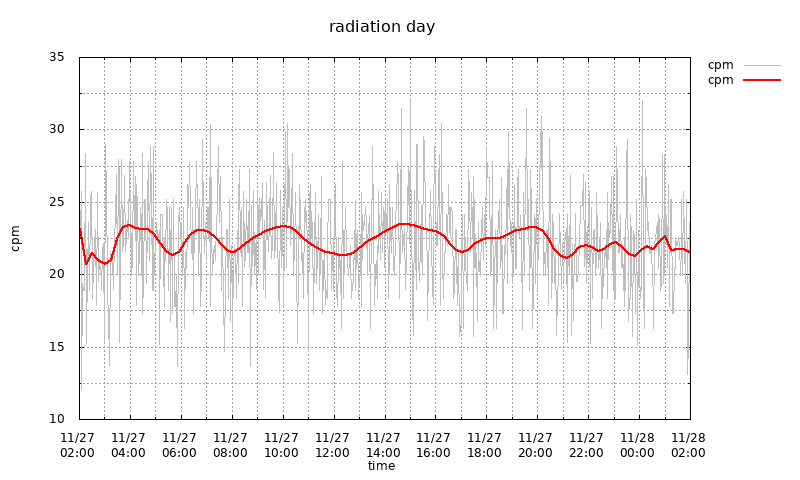 radiation day
cpm
cpm
35
30
25
20
15
10
cpm
11/27 11/27 11/27 11/27 11/27 11/27 11/27 11/27 11/27 11/27 11/27 11/28 11/28
02:00 04:00 06:00 08:00 10:00 12:00 14:00 16:00 18:00 20:00 22:00 00:00 02:00
time